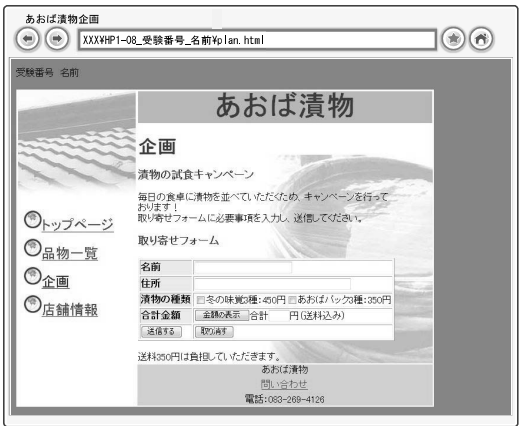 あおば漬物企画
XXX¥HP1-08_受験番号_名前¥plan.html
受験番号 名前
あおば漬物
企画
漬物の試食キャンペーン
毎日の食卓に漬物を並べていただくため、キャンペーンを行って
おります!
取り寄せフォームに必要事項を入力し、送信してください。
取り寄せフォーム
トップページ
品物一覧
企画
店舗情報
名前
住所
漬物の種類 冬の味覚3種:450円 あおばパック3種:350円
合計金額 金額の表示 合計 円(送料込み)
送信する 取り消す
送料350円は負担していただきます。
あおば漬物
問い合わせ
電話:083-269-4126